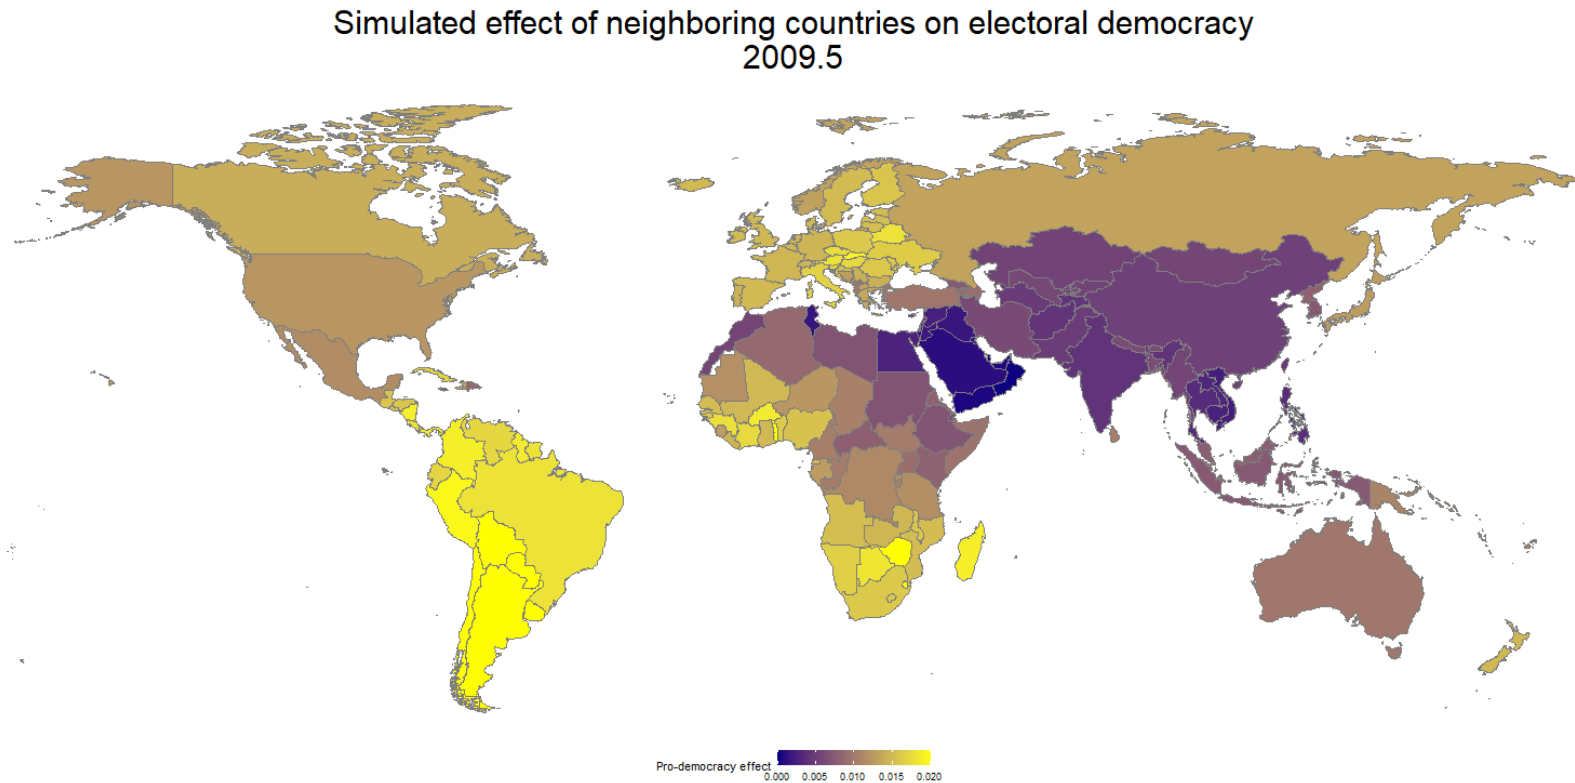 Simulated effect of neighboring countries on electoral democracy
2009.5
Pro-democracy effect
0.000 0.005 0.010 0.015 0.020